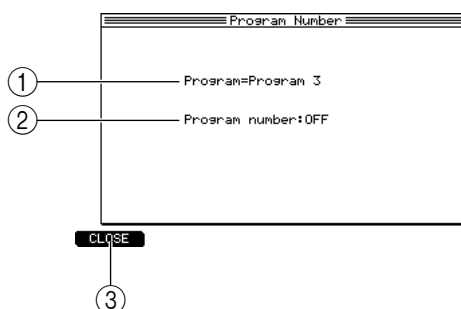 Program Number
① Program=Program 3
② Program number:OFF
CLOSE
③